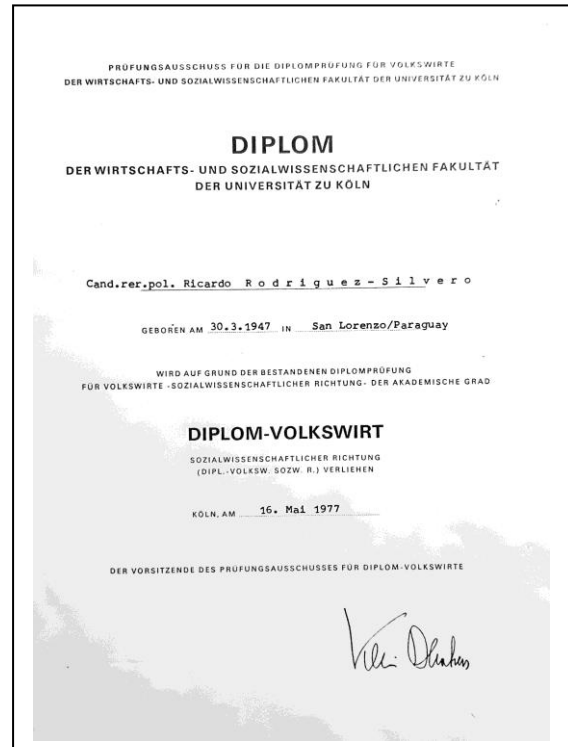 PRÜFUNGSAUSSCHUSS FÜR DIE DIPLOMPRÜFUNG FÜR VOLKSWIRTE
DER WIRTSCHAFTS- UND SOZIALWISSENSCHAFTLICHEN FAKULTÄT DER UNIVERSITÄT ZU KÖLN
DIPLOM
DER WIRTSCHAFTS- UND SOZIALWISSENSCHAFTLICHEN FAKULTÄT
DER UNIVERSITÄT ZU KÖLN
Cand.rer.pol. Ricardo Rodriguez-Silvero
GEBOREN AM 30.3.1947 IN San Lorenzo/Paraguay
WIRD AUF GRUND DER BESTANDENEN DIPLOMPRÜFUNG
FÜR VOLKSWIRTE -SOZIALWISSENSCHAFTLICHER RICHTUNG- DER AKADEMISCHE GRAD
DIPLOM-VOLKSWIRT
SOZIALWISSENSCHAFTLICHER RICHTUNG
(DIPL.-VOLKSW. SOZW. R.) VERLIEHEN
KÖLN, AM 16. Mai 1977
DER VORSITZENDE DES PRÜFUNGSAUSSCHUSSES FÜR DIPLOM-VOLKSWIRTE